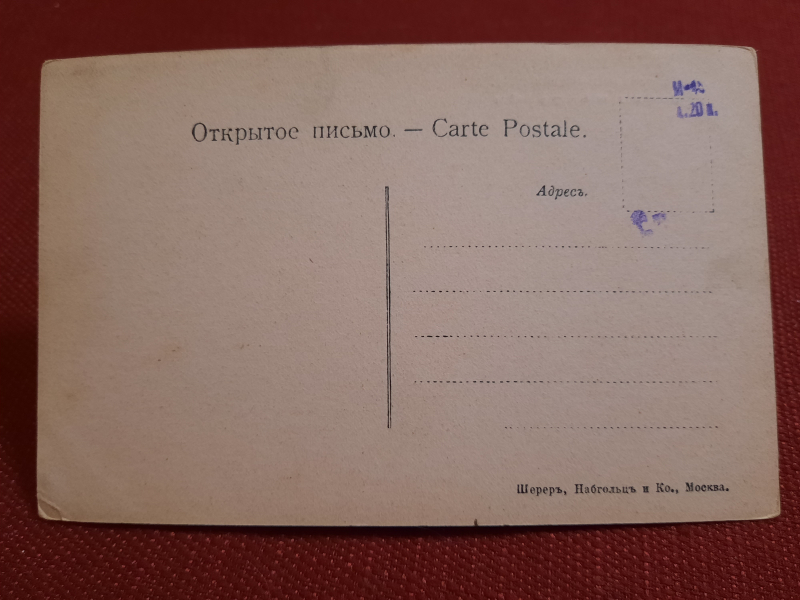 Открытое письмо. — Carte Postale.
Адресъ.
Шереръ, Набгольцъ и Ко., Москва.